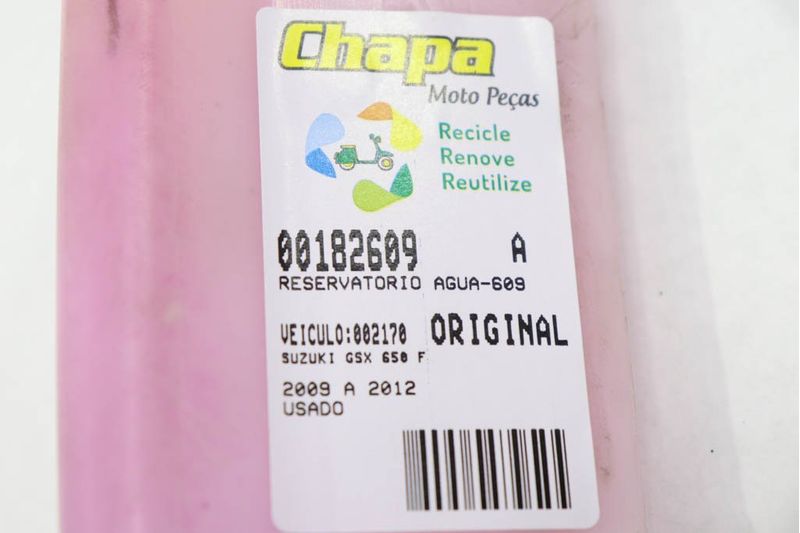 Chapa
Moto Peças
Recicle
Renove
Reutilize
00182609 A
RESERVATORIO AGUA-609
VEICULO:002170 ORIGINAL
SUZUKI GSX 650 F
2009 A 2012
USADO